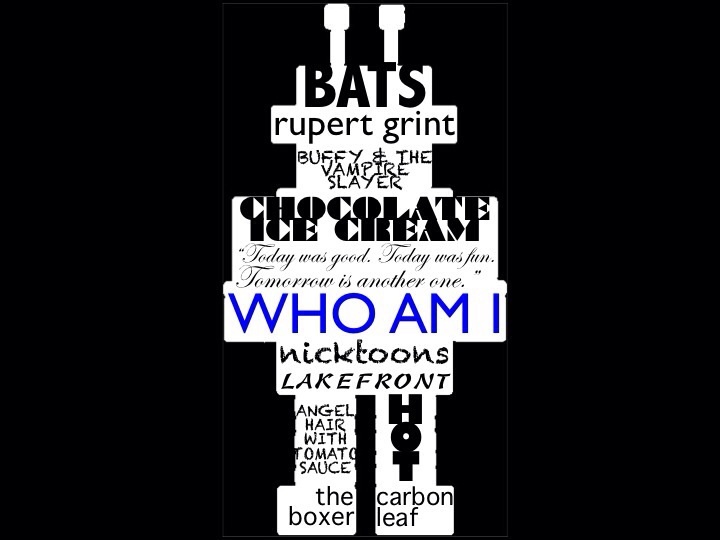 BATS
rupert grint
BUFFY & THE
VAMPIRE
SLAYER
CHOCOLATE
ICE CREAM
"Today was good. Today was fun.
Tomorrow is another one."
WHO AM I
nicktoons
LAKEFRONT
ANGEL
HAIR
WITH
TOMATO
SAUCE
HOT
the
boxer
carbon
leaf